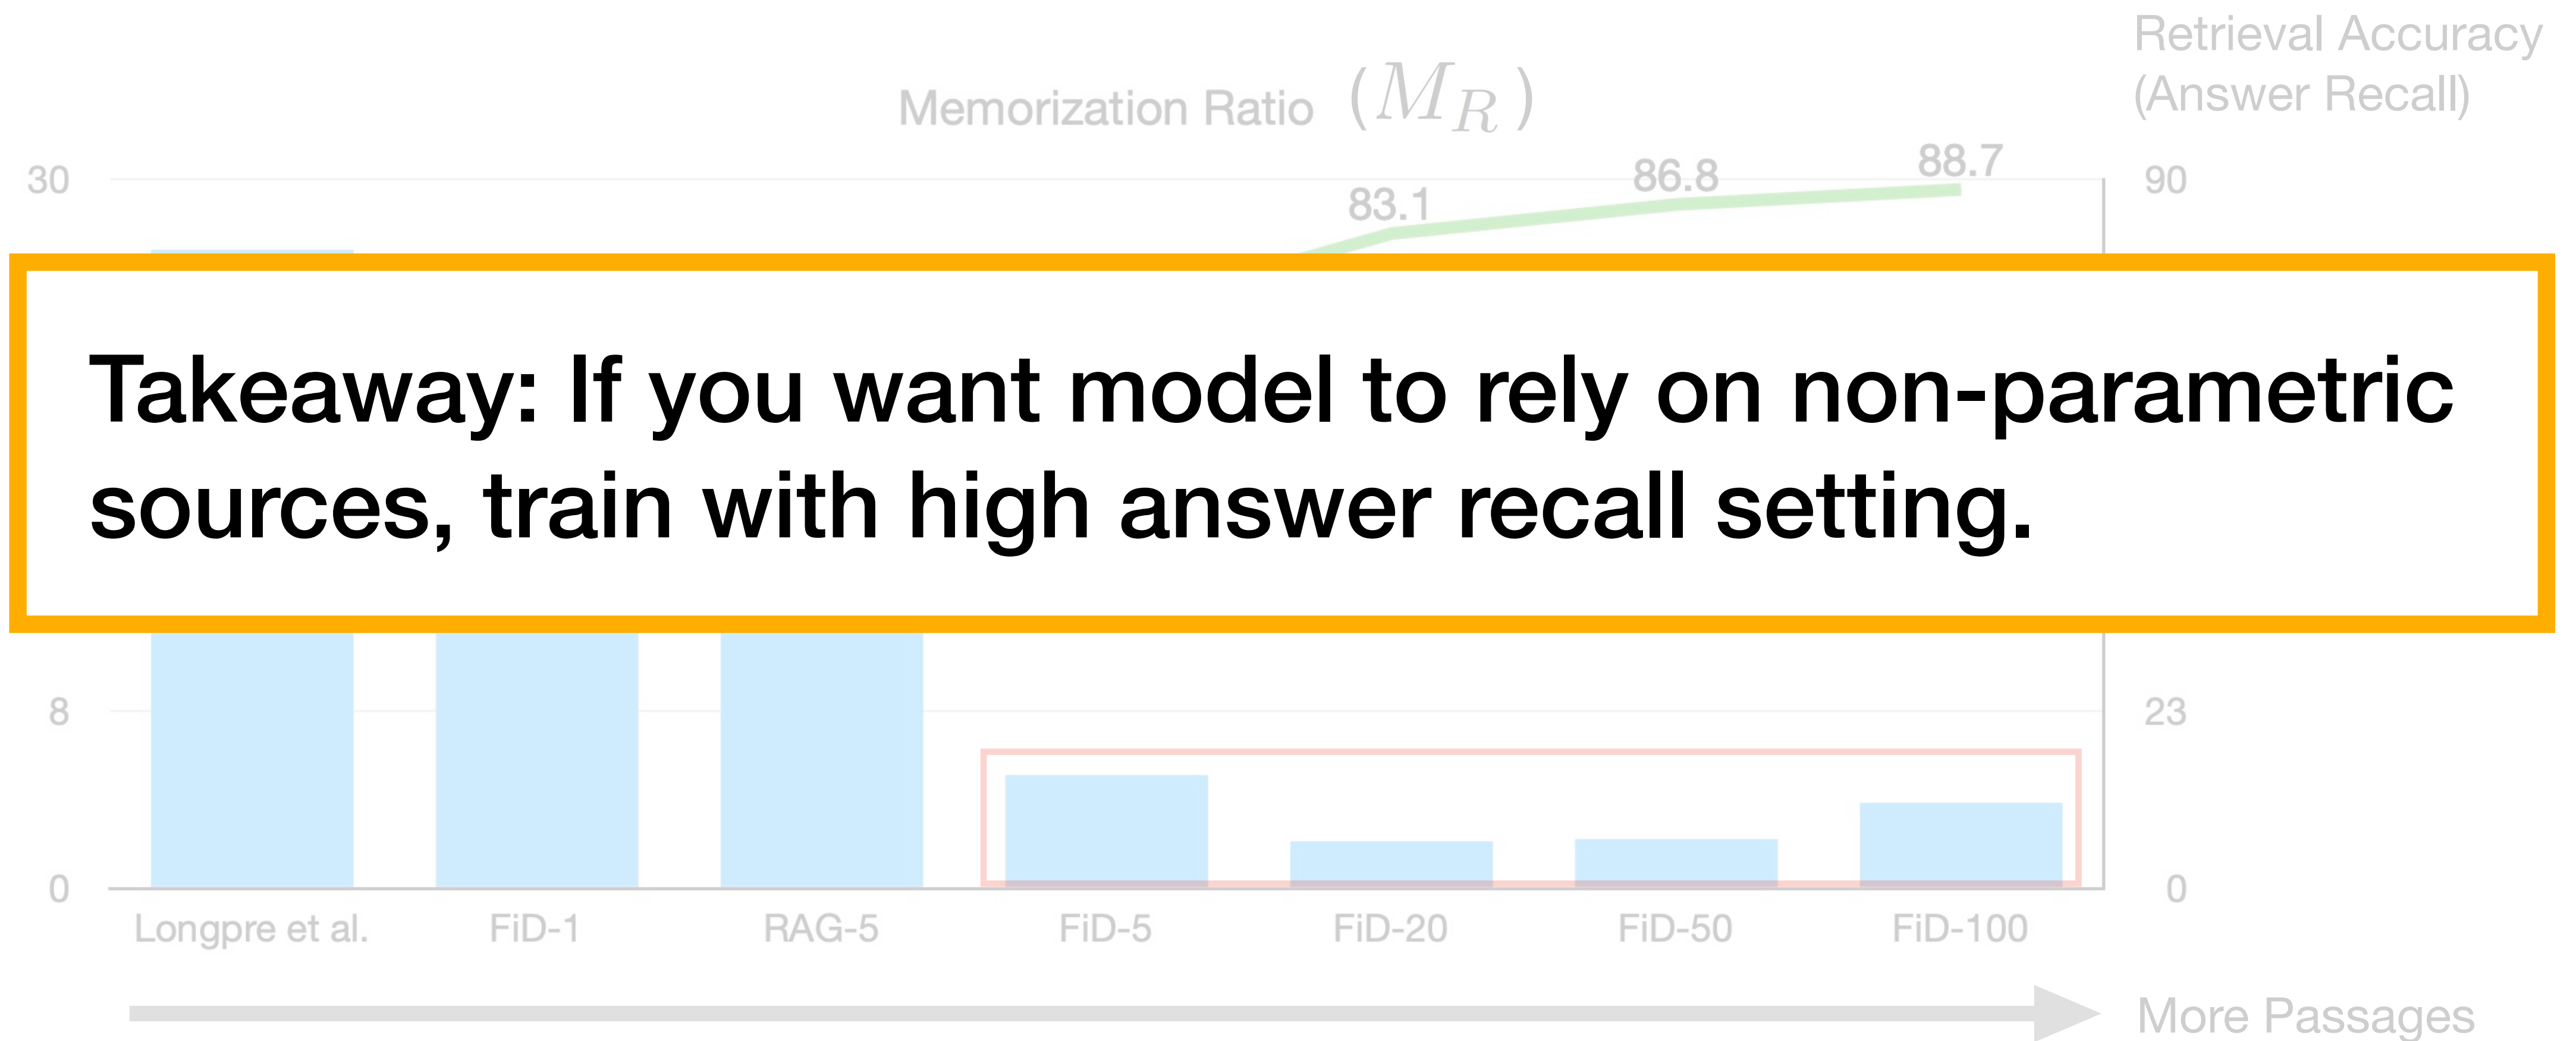 Retrieval Accuracy
(Answer Recall)
Memorization Ratio (M_R)
30
83.1
86.8
88.7
90
Takeaway: If you want model to rely on non-parametric
sources, train with high answer recall setting.
8
23
0
0
Longpre et al.
FiD-1
RAG-5
FiD-5
FiD-20
FiD-50
FiD-100
More Passages